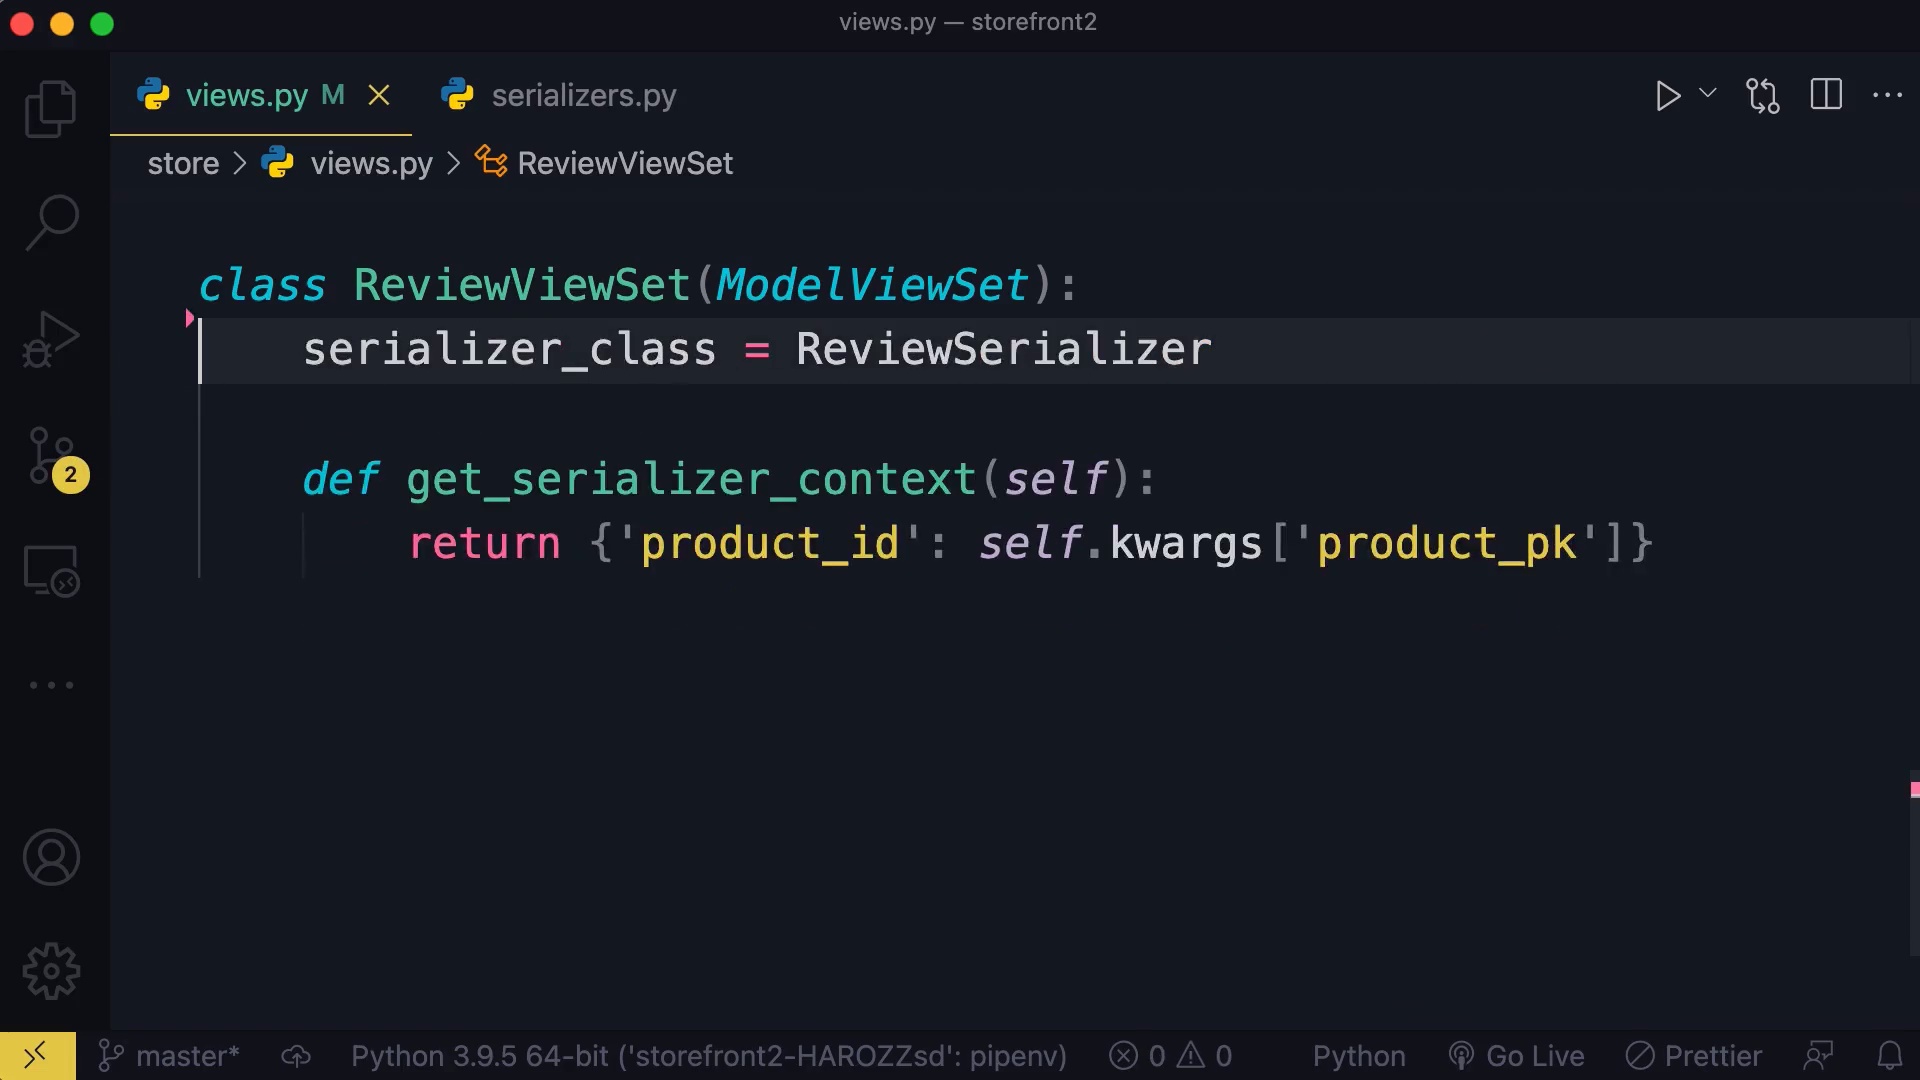 views.py — storefront2
views.py M serializers.py
store > views.py > ReviewViewSet
class ReviewViewSet(ModelViewSet):
    serializer_class = ReviewSerializer
    def get_serializer_context(self):
        return {'product_id': self.kwargs['product_pk']}
2
master* Python 3.9.5 64-bit ('storefront2-HAROZZsd': pipenv) 0 0 Python Go Live Prettier